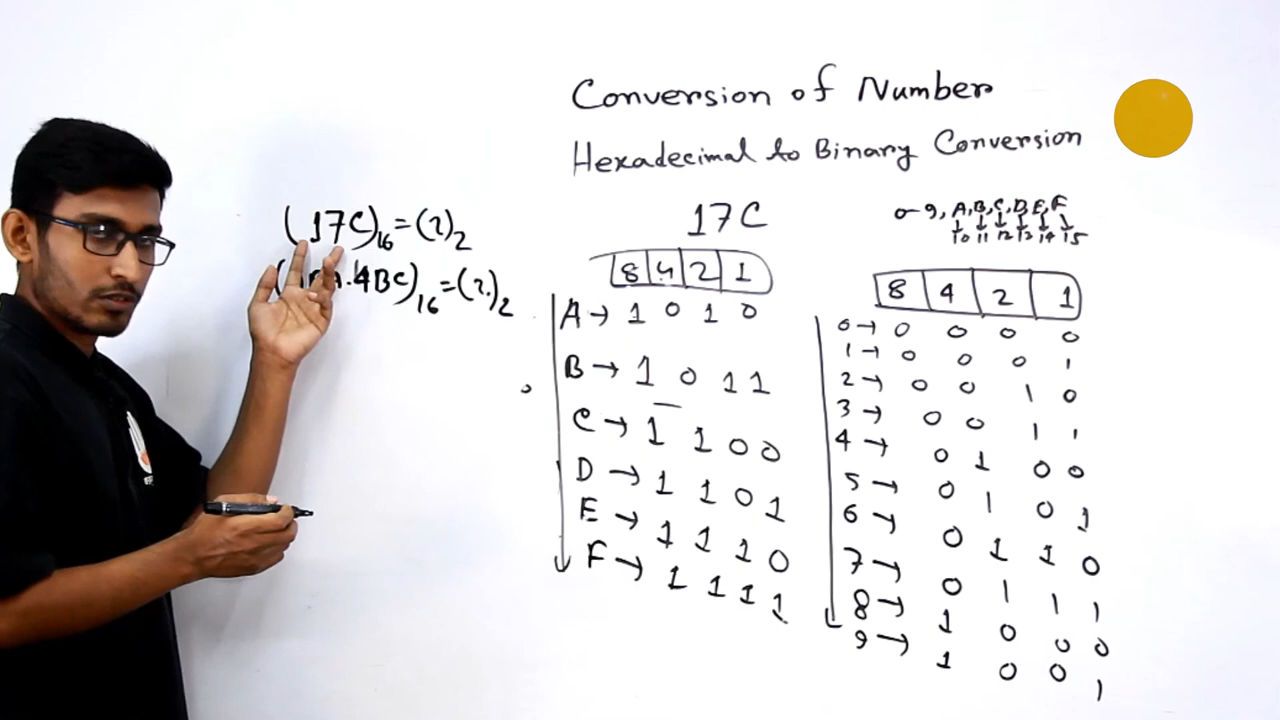 Conversion of Number
Hexadecimal to Binary Conversion
(17C)16=(?)2
A.4BC)16=(?)2
17C
8 4 2 1
A→ 1 0 1 0
B→ 1 0 1 1
C→ 1 1 0 0
D→ 1 1 0 1
E→ 1 1 1 0
F→ 1 1 1 1
0-9, A, B, C, D, E, F
10 11 12 13 14 15
8 4 2 1
0→ 0 0 0 0
1→ 0 0 0 1
2→ 0 0 1 0
3→ 0 0 1 1
4→ 0 1 0 0
5→ 0 1 0 1
6→ 0 1 1 0
7→ 0 1 1 1
8→ 1 0 0 0
9→ 1 0 0 1